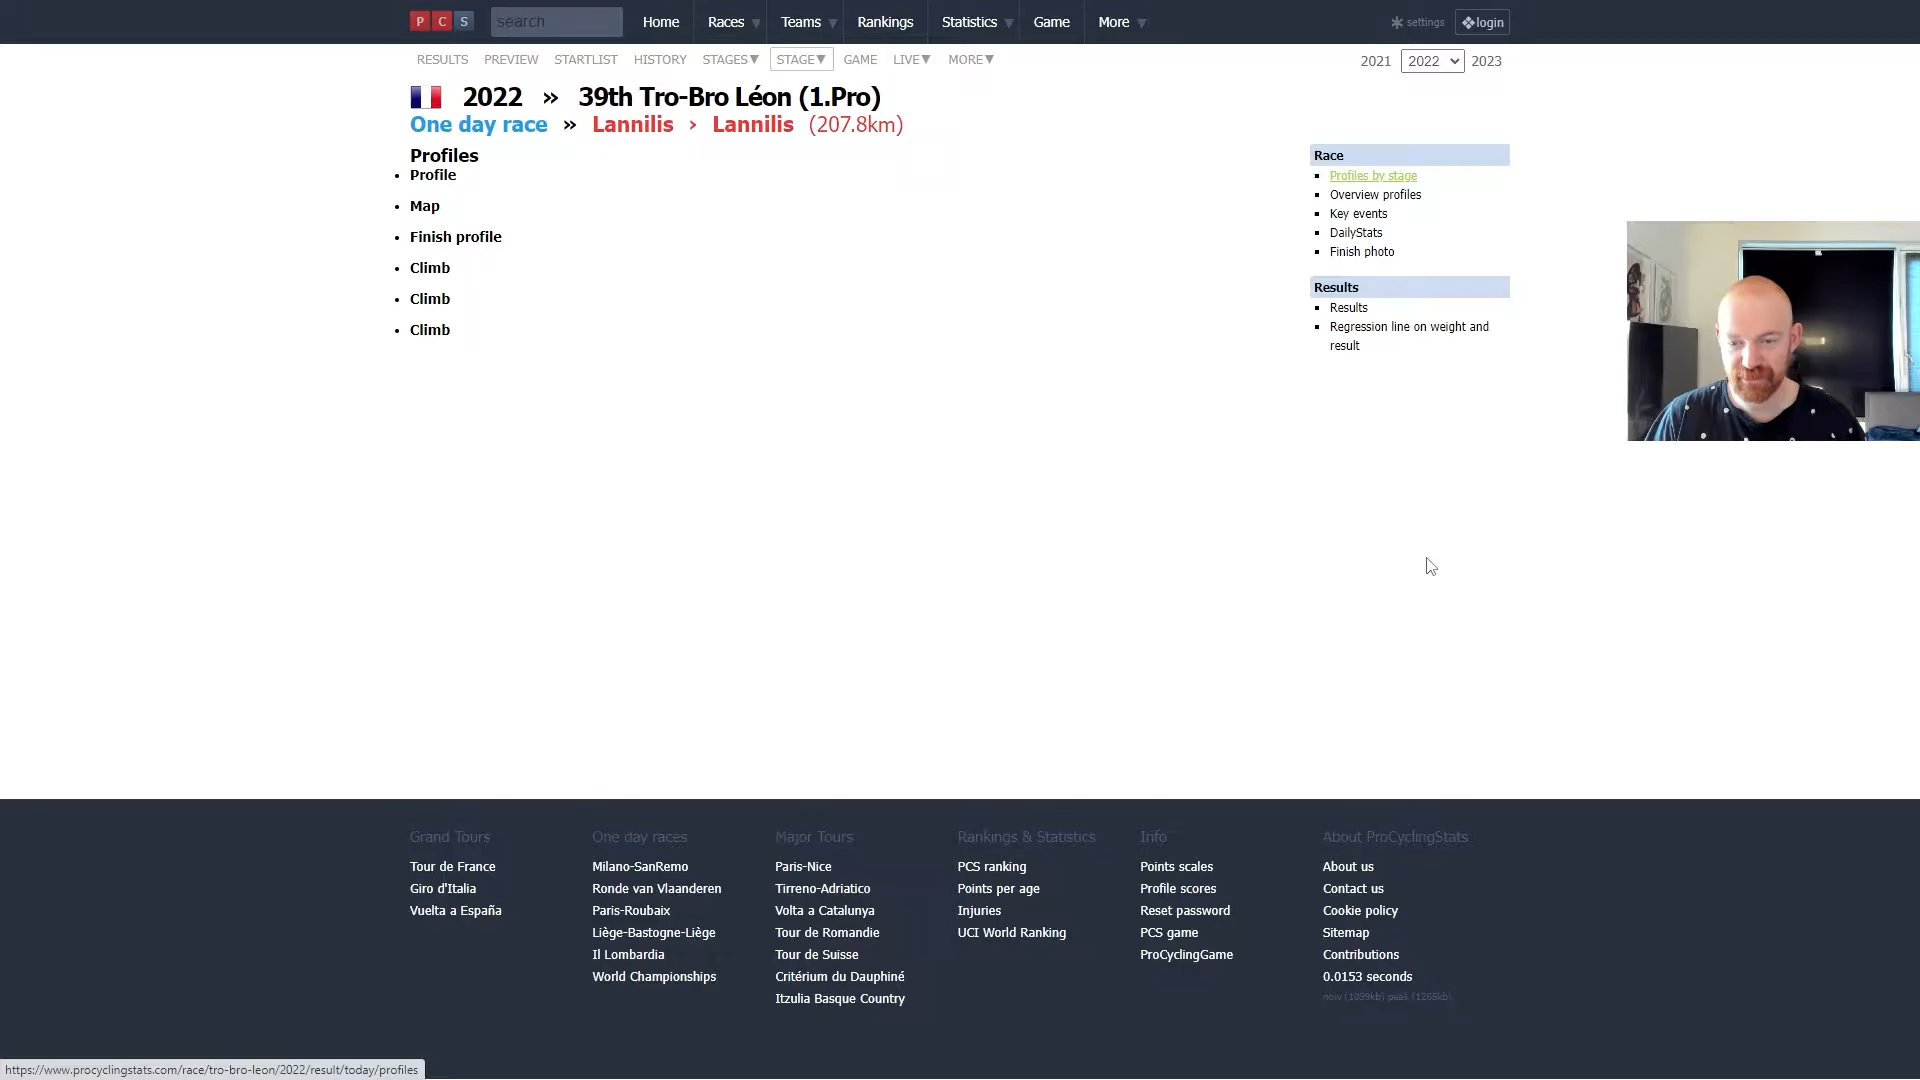 P C S search Home Races ▼ Teams ▼ Rankings Statistics ▼ Game More ▼ settings login
RESULTS PREVIEW STARTLIST HISTORY STAGES▼ STAGE▼ GAME LIVE▼ MORE▼ 2021 2022 2023
2022 » 39th Tro-Bro Léon (1.Pro)
One day race » Lannilis › Lannilis (207.8km)
Profiles
Profile
Map
Finish profile
Climb
Climb
Climb
Race
Profiles by stage
Overview profiles
Key events
DailyStats
Finish photo
Results
Results
Regression line on weight and
result
Grand Tours
Tour de France
Giro d'Italia
Vuelta a España
One day races
Milano-SanRemo
Ronde van Vlaanderen
Paris-Roubaix
Liège-Bastogne-Liège
Il Lombardia
World Championships
Major Tours
Paris-Nice
Tirreno-Adriatico
Volta a Catalunya
Tour de Romandie
Tour de Suisse
Critérium du Dauphiné
Itzulia Basque Country
Rankings & Statistics
PCS ranking
Points per age
Injuries
UCI World Ranking
Info
Points scales
Profile scores
Reset password
PCS game
ProCyclingGame
About ProCyclingStats
About us
Contact us
Cookie policy
Sitemap
Contributions
0.0153 seconds
now (1099kb) peak (1265kb)
https://www.procyclingstats.com/race/tro-bro-leon/2022/result/today/profiles